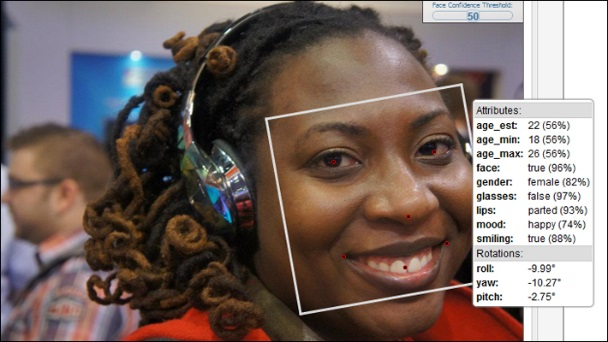 Face Confidence Threshold:
50
Attributes:
age_est: 22 (56%)
age_min: 18 (56%)
age_max: 26 (56%)
face: true (96%)
gender: female (82%)
glasses: false (97%)
lips: parted (93%)
mood: happy (74%)
smiling: true (88%)
Rotations:
roll: -9.99°
yaw: -10.27°
pitch: -2.75°